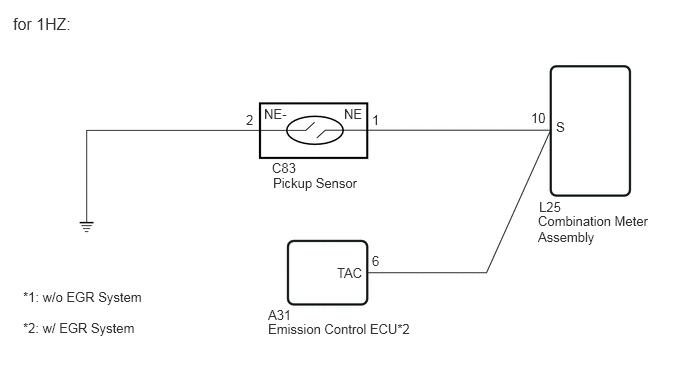 for 1HZ:
2
NE-
NE
1
10
S
C83
Pickup Sensor
L25
Combination Meter
Assembly
6
TAC
A31
Emission Control ECU*2
*1: w/o EGR System
*2: w/ EGR System